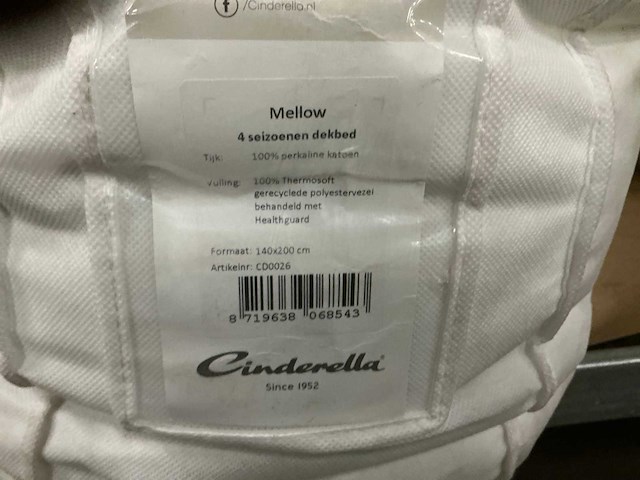 f /Cinderella.nl
Mellow
4 seizoenen dekbed
Tijk: 100% perkaline katoen
Vulling: 100% Thermosoft
gerecyclede polyestervezel
behandeld met
Healthguard
Formaat: 140x200 cm
Artikelnr: CD0026
8 719638 068543
Cinderella
Since 1952